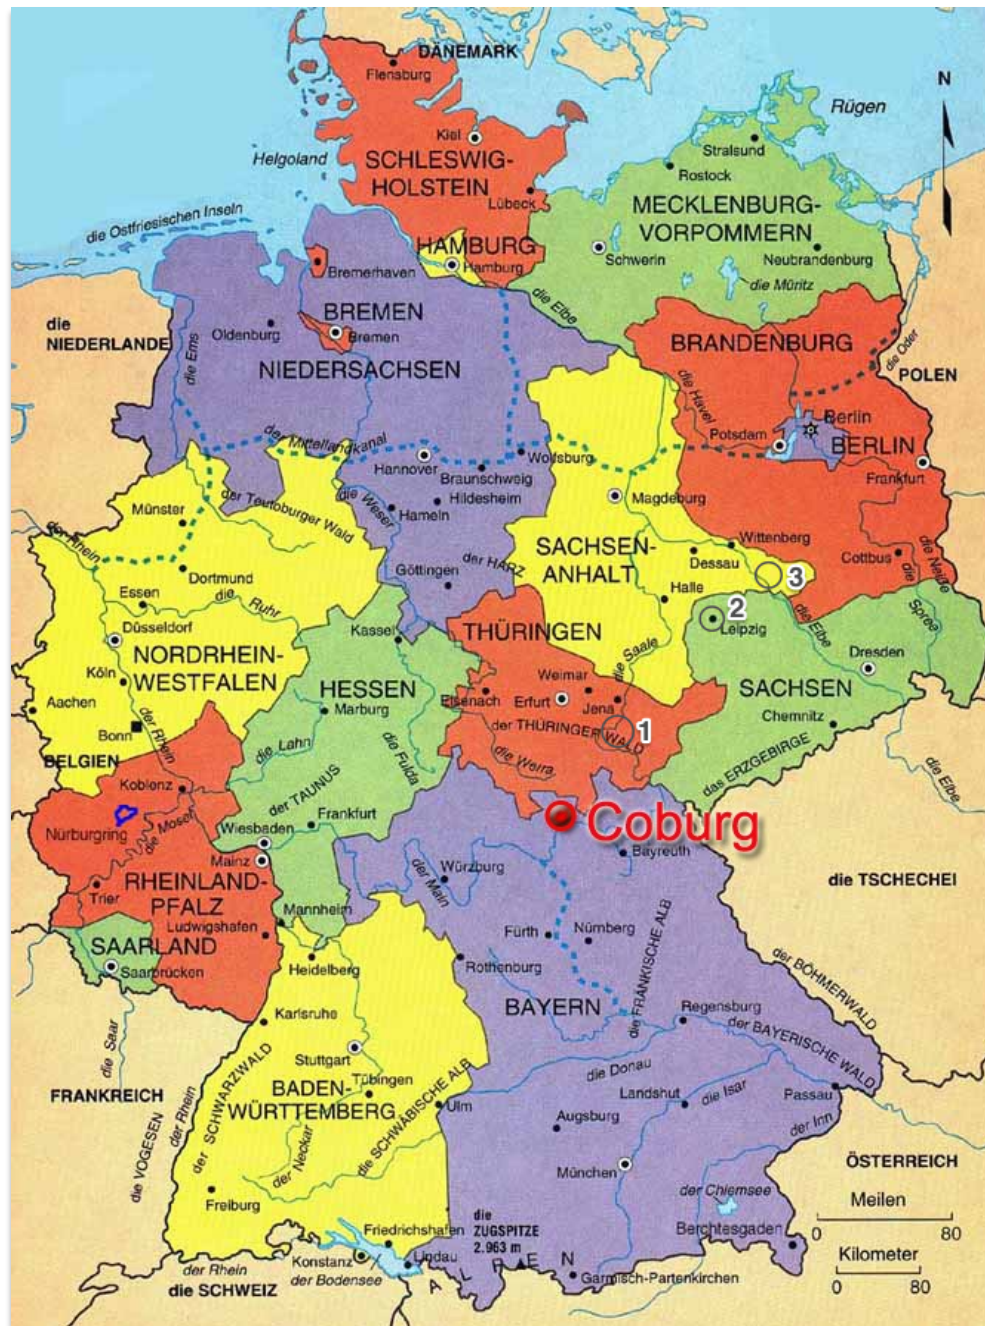 DÄNEMARK
Flensburg
N
Rügen
Kiel
Stralsund
Helgoland
SCHLESWIG-
HOLSTEIN
Rostock
Lübeck
MECKLENBURG-
VORPOMMERN
die Ostfriesischen Inseln
HAMBURG
Hamburg
Schwerin
Neubrandenburg
Bremerhaven
die Müritz
die Elbe
BREMEN
die
NIEDERLANDE
Oldenburg
Bremen
die Ems
NIEDERSACHSEN
BRANDENBURG
die Oder
POLEN
die Havel
Berlin
Potsdam
BERLIN
der Mittellandkanal
Hannover
Wolfsburg
Braunschweig
Frankfurt
Hildesheim
die Weser
Hameln
der Teutoburger Wald
Magdeburg
Münster
der Rhein
SACHSEN-
ANHALT
Wittenberg
Dessau
Cottbus
der HARZ
Göttingen
Dortmund
3
Essen
die Ruhr
Halle
die Neiße
die Spree
2
Leipzig
die Elbe
Düsseldorf
Kassel
THÜRINGEN
NORDRHEIN-
WESTFALEN
die Saale
Dresden
Köln
HESSEN
Weimar
Eisenach
Erfurt
Jena
SACHSEN
Aachen
Marburg
Chemnitz
der THÜRINGER WALD
1
Bonn
der Rhein
die Lahn
die Fulda
die Werra
BELGIEN
das ERZGEBIRGE
die Elbe
Koblenz
der TAUNUS
Frankfurt
Nürburgring
die Mosel
Wiesbaden
Coburg
Mainz
Bayreuth
Würzburg
der Main
Trier
RHEINLAND-
PFALZ
die TSCHECHEI
Mannheim
Ludwigshafen
Fürth
Nürnberg
SAARLAND
Saarbrücken
Heidelberg
Rothenburg
die FRÄNKISCHE ALB
der BÖHMERWALD
BAYERN
Regensburg
Karlsruhe
der BAYERISCHE WALD
die Saar
Stuttgart
die Donau
FRANKREICH
der SCHWARZWALD
Tübingen
BADEN-
WÜRTTEMBERG
die SCHWÄBISCHE ALB
Ulm
Landshut
die Isar
Passau
Augsburg
der Inn
die VOGESEN
der Rhein
der Neckar
München
ÖSTERREICH
der Chiemsee
Freiburg
Meilen
die
ZUGSPITZE
2.963 m
Berchtesgaden
0 80
Friedrichshafen
Kilometer
Konstanz
Lindau
der Rhein
der Bodensee
ALPEN
Garmisch-Partenkirchen
0 80
die SCHWEIZ